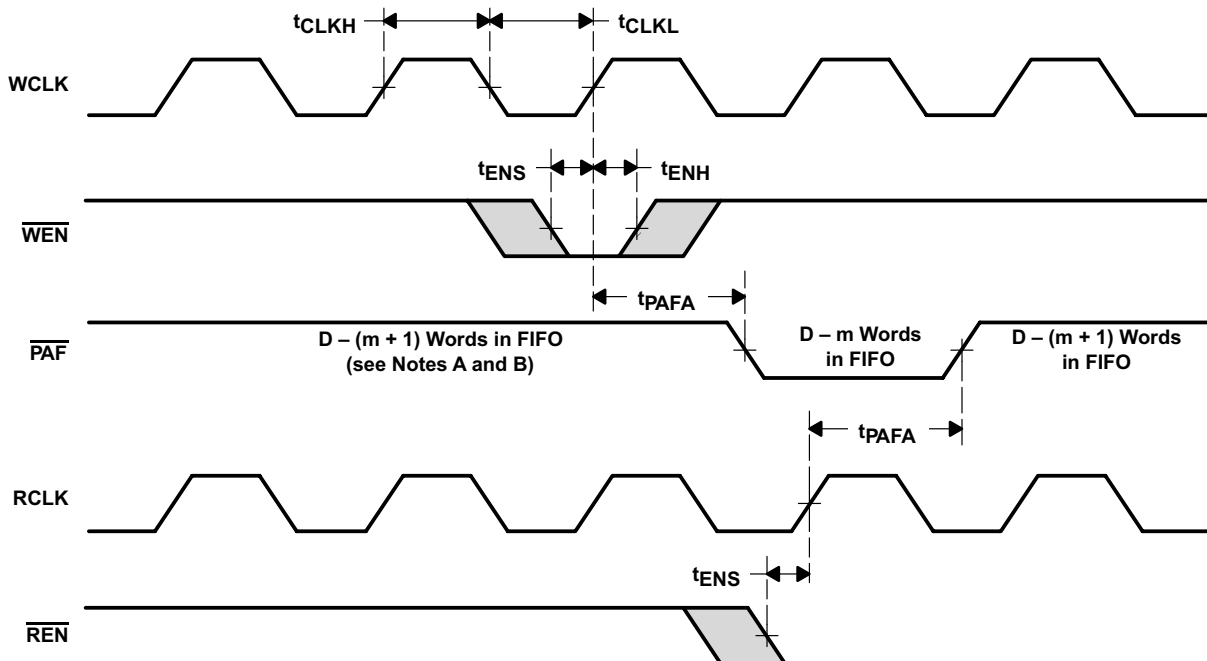 tCLKH
tCLKL
WCLK
tENS
tENH
WEN
tPAFA
PAF
D – (m + 1) Words in FIFO
(see Notes A and B)
D – m Words
in FIFO
D – (m + 1) Words
in FIFO
tPAFA
RCLK
tENS
REN